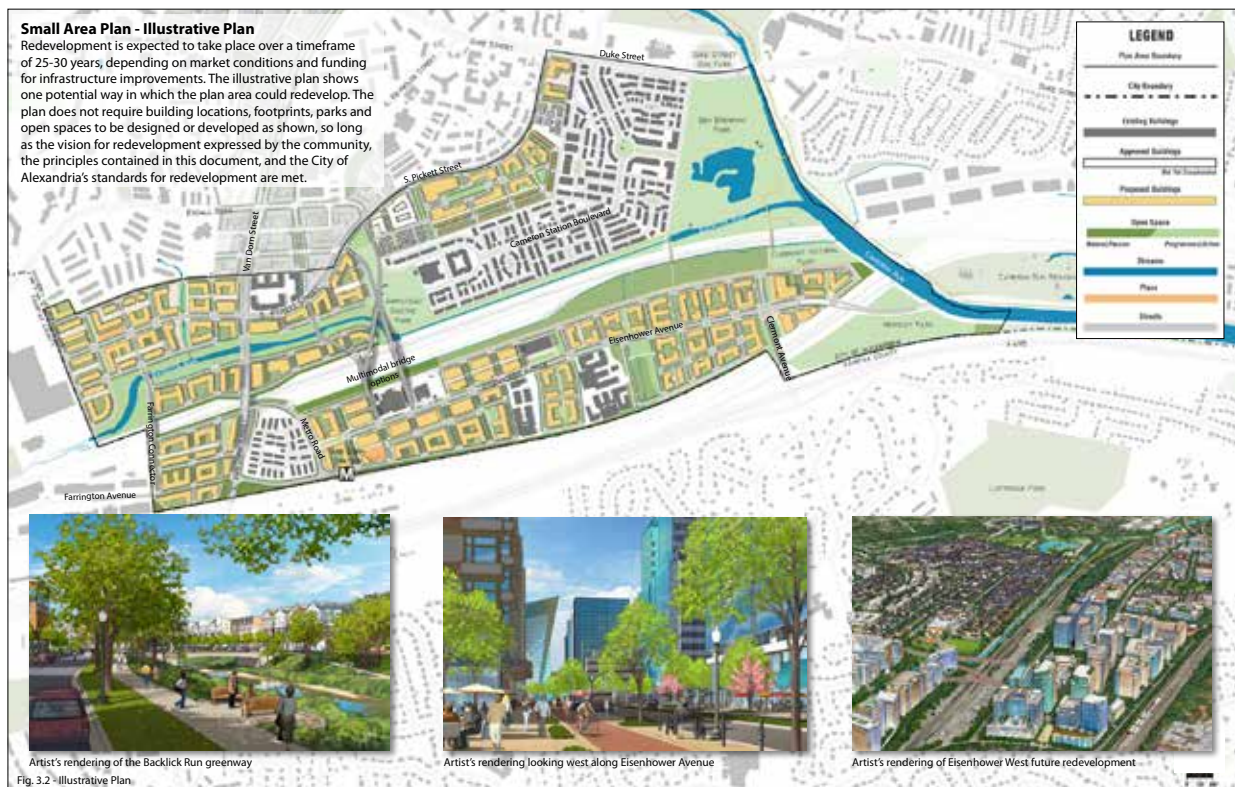 Small Area Plan - Illustrative Plan
Redevelopment is expected to take place over a timeframe
of 25-30 years, depending on market conditions and funding
for infrastructure improvements. The illustrative plan shows
one potential way in which the plan area could redevelop. The
plan does not require building locations, footprints, parks and
open spaces to be designed or developed as shown, so long
as the vision for redevelopment expressed by the community,
the principles contained in this document, and the City of
Alexandria's standards for redevelopment are met.
Duke Street
S. Pickett Street
Van Dorn Street
Cameron Station Boulevard
Eisenhower Avenue
Clermont Avenue
Multimodal bridge
options
Metro Road
M
Farrington Connector
Farrington Avenue
LEGEND
Plan Area Boundary
City Boundary
Existing Buildings
Approved Buildings
Proposed Buildings
Open Space
Natural/Passive
Programmed/Active
Streams
Plaza
Streets
Artist's rendering of the Backlick Run greenway
Artist's rendering looking west along Eisenhower Avenue
Artist's rendering of Eisenhower West future redevelopment
Fig. 3.2 - Illustrative Plan